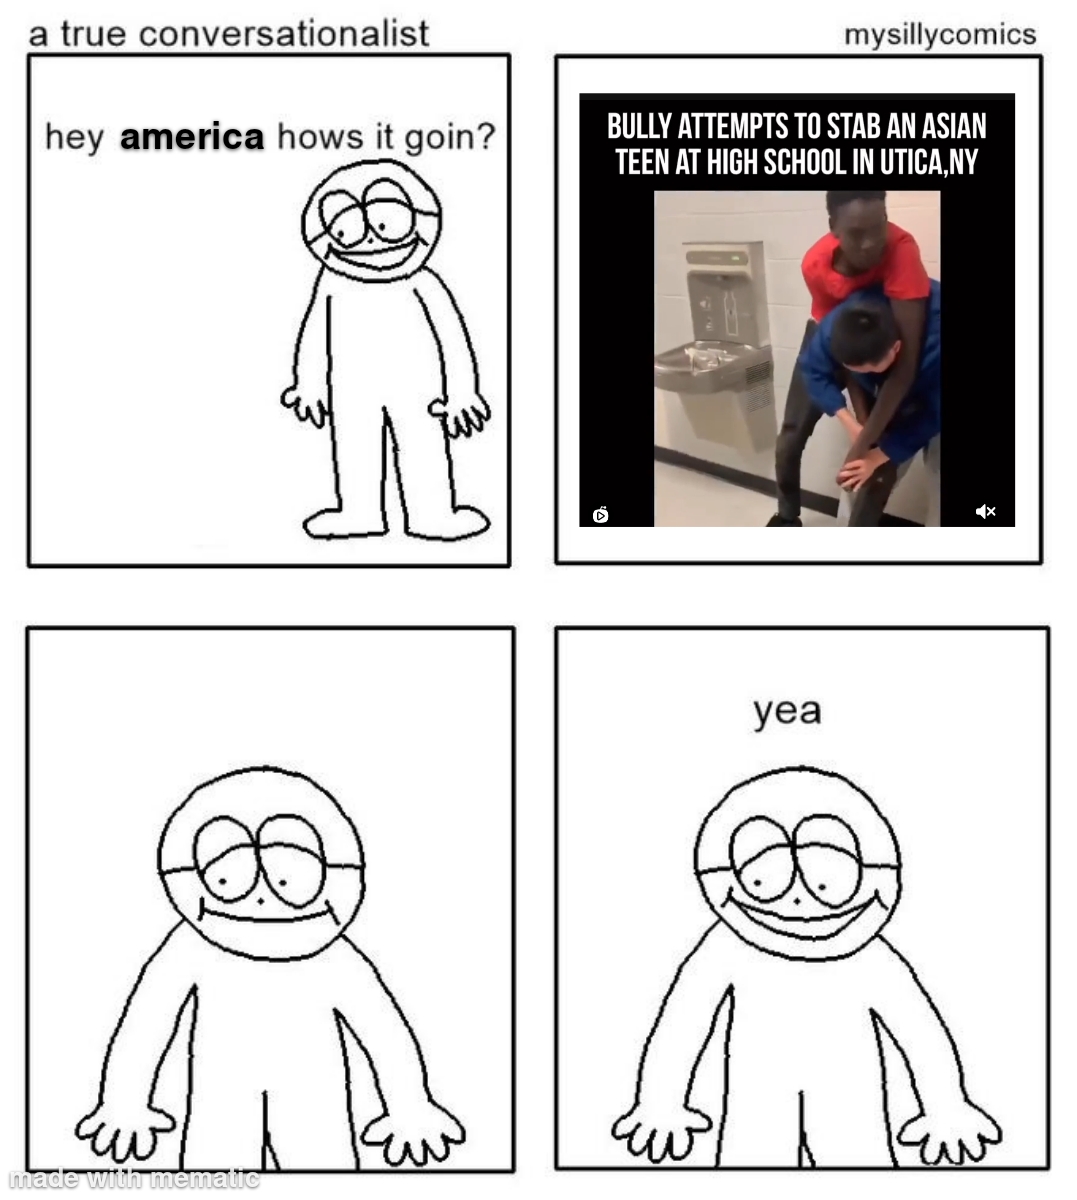 a true conversationalist
mysillycomics
hey america hows it goin?
BULLY ATTEMPTS TO STAB AN ASIAN
TEEN AT HIGH SCHOOL IN UTICA,NY
yea
made with mematic